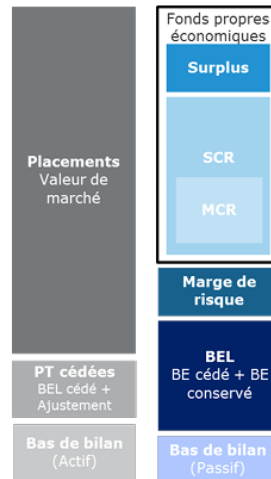 Placements
Valeur de
marché
PT cédées
BEL cédé +
Ajustement
Bas de bilan
(Actif)
Fonds propres
économiques
Surplus
SCR
MCR
Marge de
risque
BEL
BE cédé + BE
conservé
Bas de bilan
(Passif)